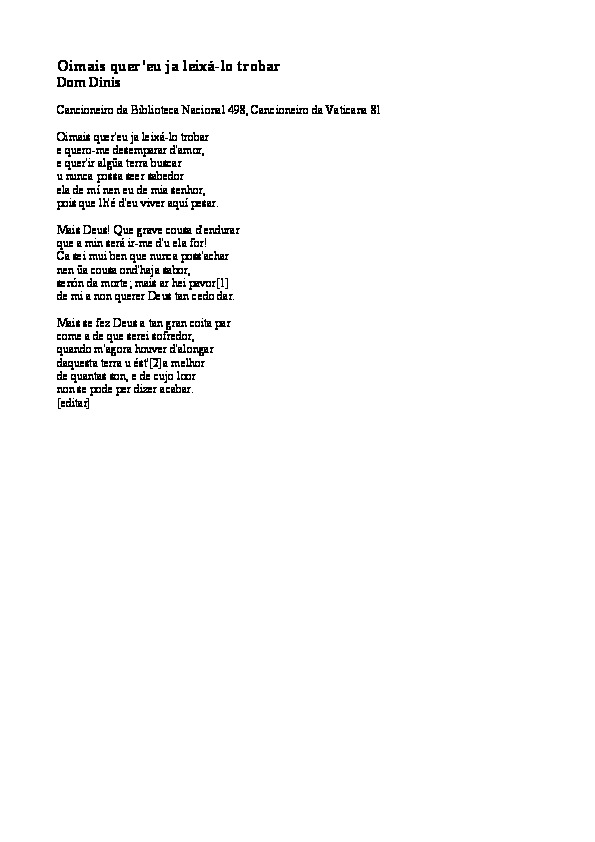 Oimais quer'eu ja leixá-lo trobar
Dom Dinis
Cancioneiro da Biblioteca Nacional 498, Cancioneiro da Vaticana 81
Oimais quer'eu ja leixá-lo trobar
e quero-me desemparar d'amor,
e quer'ir algũa terra buscar
u nunca possa seer sabedor
ela de mí nen eu de mia senhor,
pois que lh'é d'eu viver aquí pesar.
Mais Deus! Que grave cousa d'endurar
que a min será ir-me d'u ela for!
Ca sei mui ben que nunca poss'achar
nen ũa cousa ond'haja sabor,
senón da morte; mais ar hei pavor[1]
de mi a non querer Deus tan cedo dar.
Mais se fez Deus a tan gran coita par
come a de que serei sofredor,
quando m'agora houver d'alongar
daquesta terra u ést'[2]a melhor
de quantas son, e de cujo loor
non se pode per dizer acabar.
[editar]